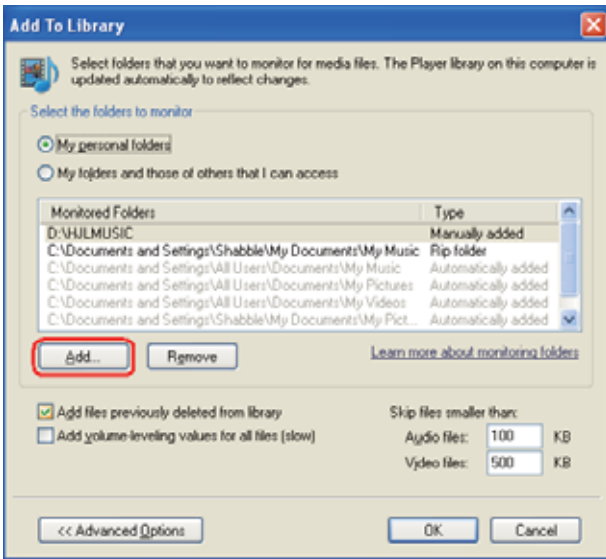 Add To Library
Select folders that you want to monitor for media files. The Player library on this computer is
updated automatically to reflect changes.
Select the folders to monitor
My personal folders
My folders and those of others that I can access
Monitored Folders Type
D:\HJLMUSIC Manually added
C:\Documents and Settings\Shabble\My Documents\My Music Rip folder
C:\Documents and Settings\All Users\Documents\My Music Automatically added
C:\Documents and Settings\All Users\Documents\My Pictures Automatically added
C:\Documents and Settings\All Users\Documents\My Videos Automatically added
C:\Documents and Settings\Shabble\My Documents\My Pict... Automatically added
Add... Remove Learn more about monitoring folders
Add files previously deleted from library Skip files smaller than:
Add volume-leveling values for all files (slow) Audio files: 100 KB
Video files: 500 KB
<< Advanced Options OK Cancel